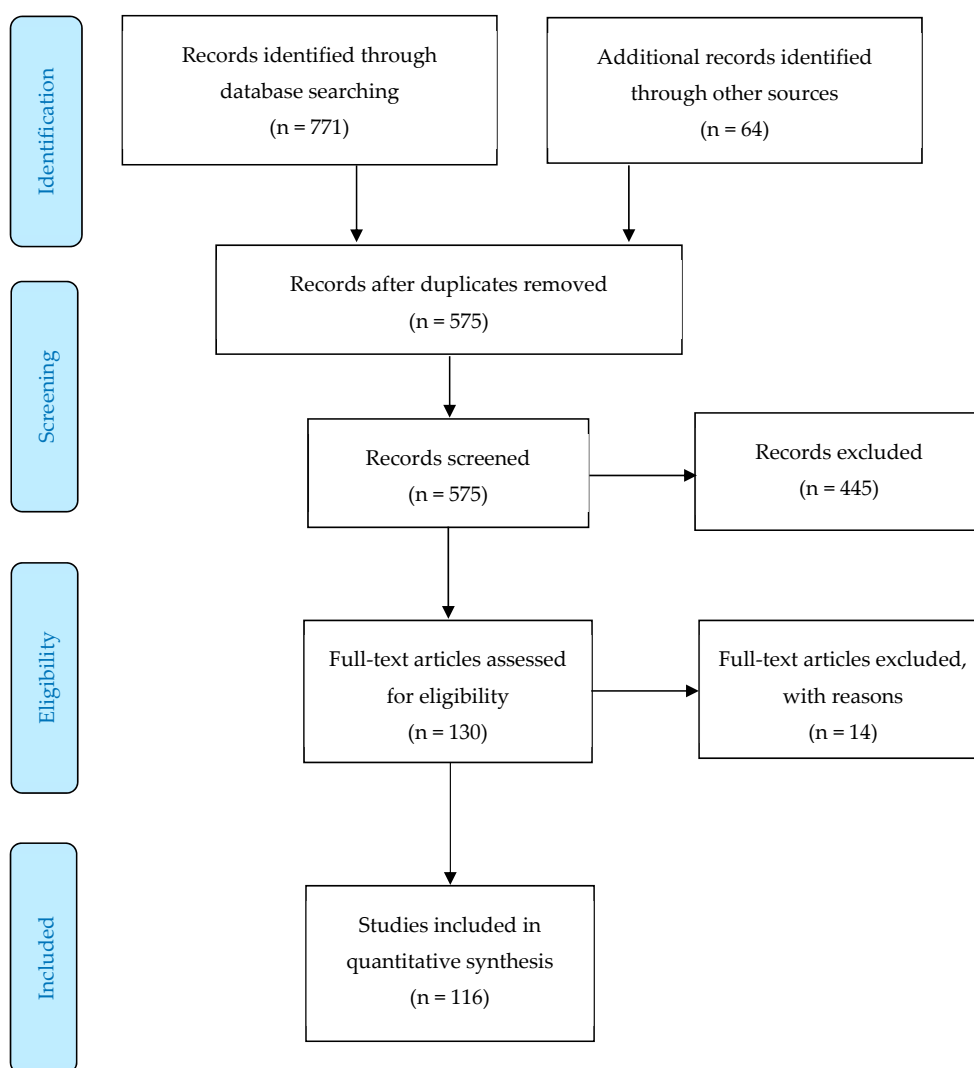 Identification
Records identified through
database searching
(n = 771)
Additional records identified
through other sources
(n = 64)
Records after duplicates removed
(n = 575)
Screening
Records screened
(n = 575)
Records excluded
(n = 445)
Eligibility
Full-text articles assessed
for eligibility
(n = 130)
Full-text articles excluded,
with reasons
(n = 14)
Included
Studies included in
quantitative synthesis
(n = 116)